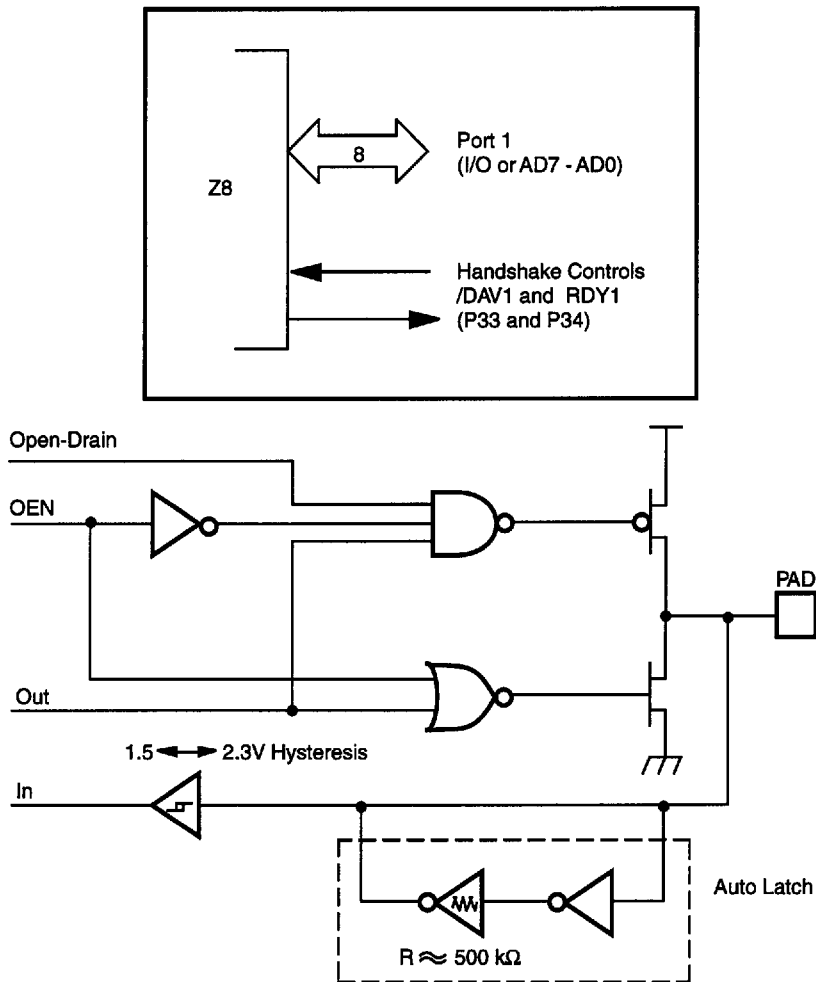 Z8
8
Port 1
(I/O or AD7 - AD0)
Handshake Controls
/DAV1 and RDY1
(P33 and P34)
Open-Drain
OEN
PAD
Out
1.5 2.3V Hysteresis
In
Auto Latch
R ≈ 500 kΩ